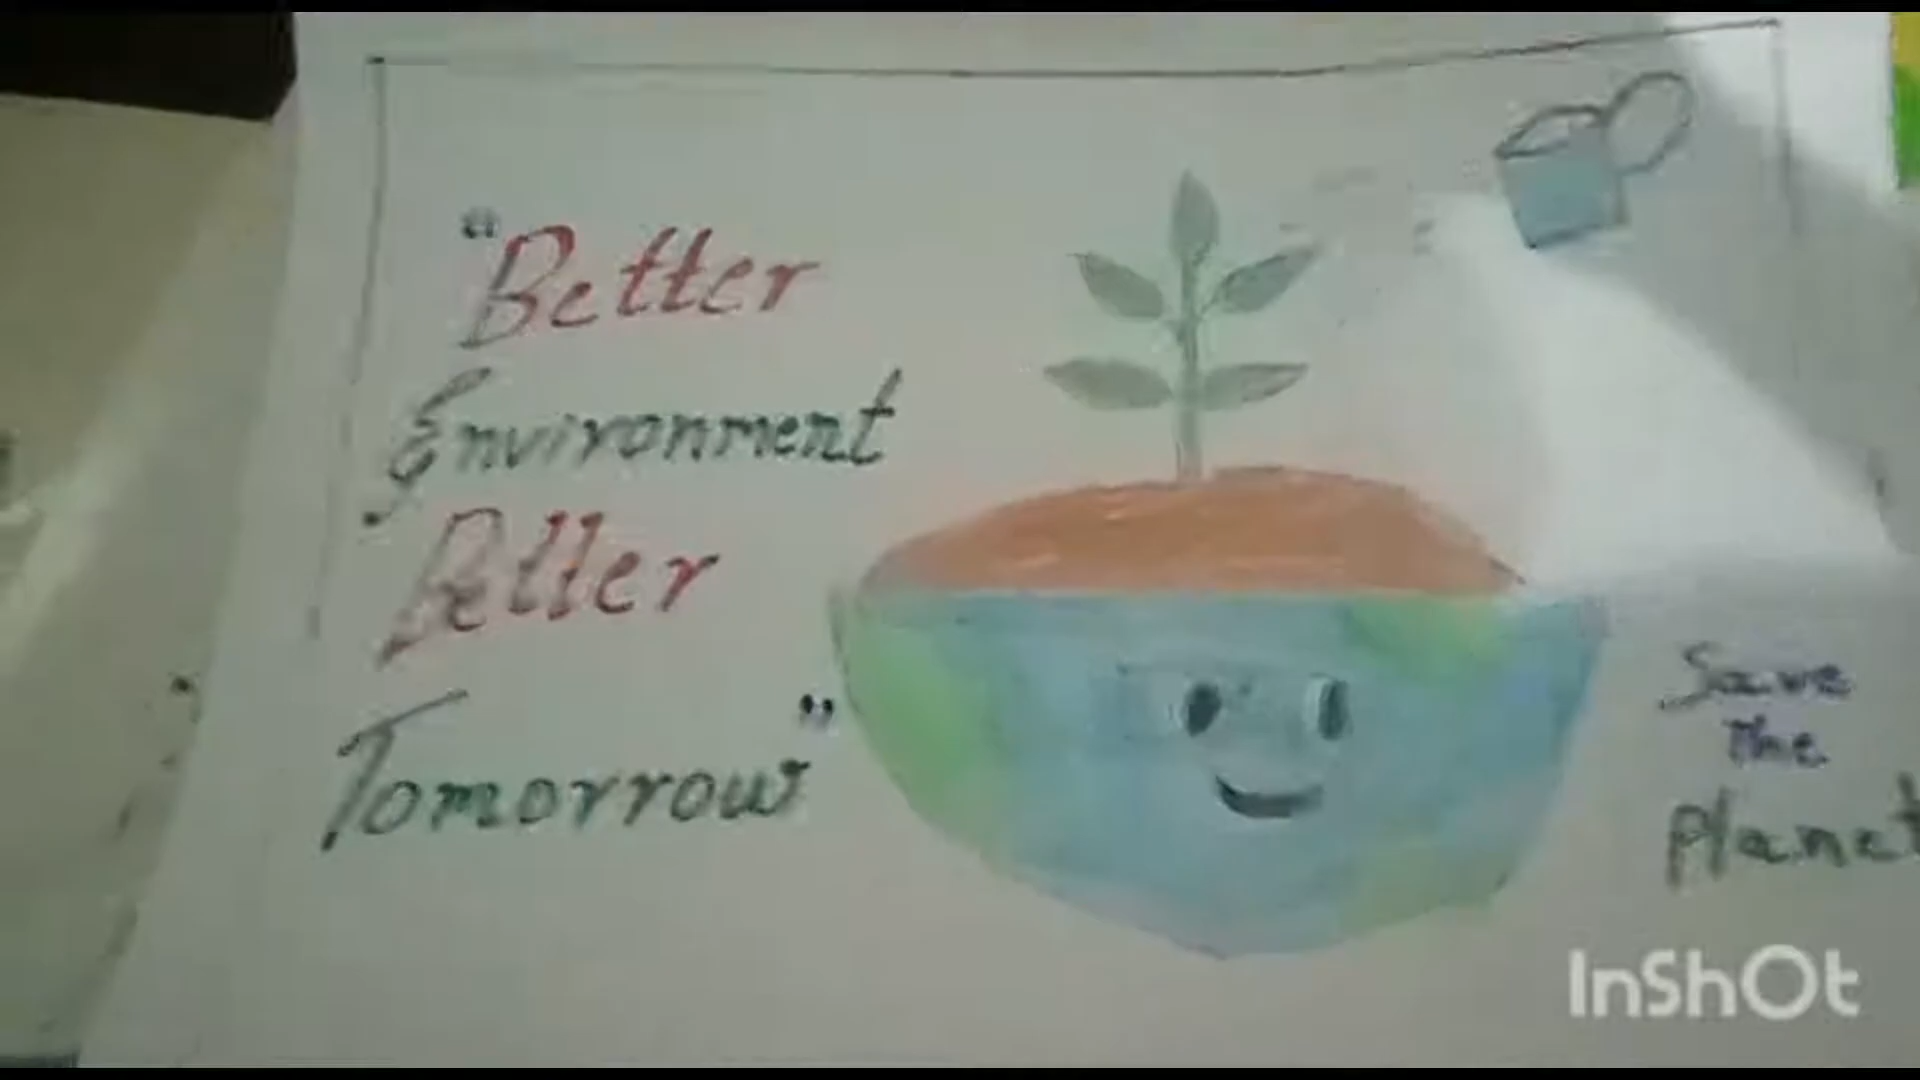 "Better
Environment
Better
Tomorrow"
Save
The
Planet
InShOt